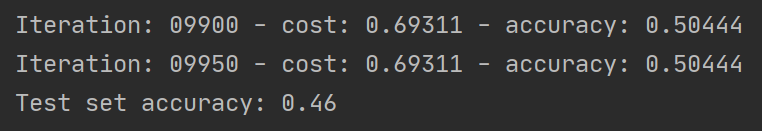 Iteration: 09900 - cost: 0.69311 - accuracy: 0.50444
Iteration: 09950 - cost: 0.69311 - accuracy: 0.50444
Test set accuracy: 0.46